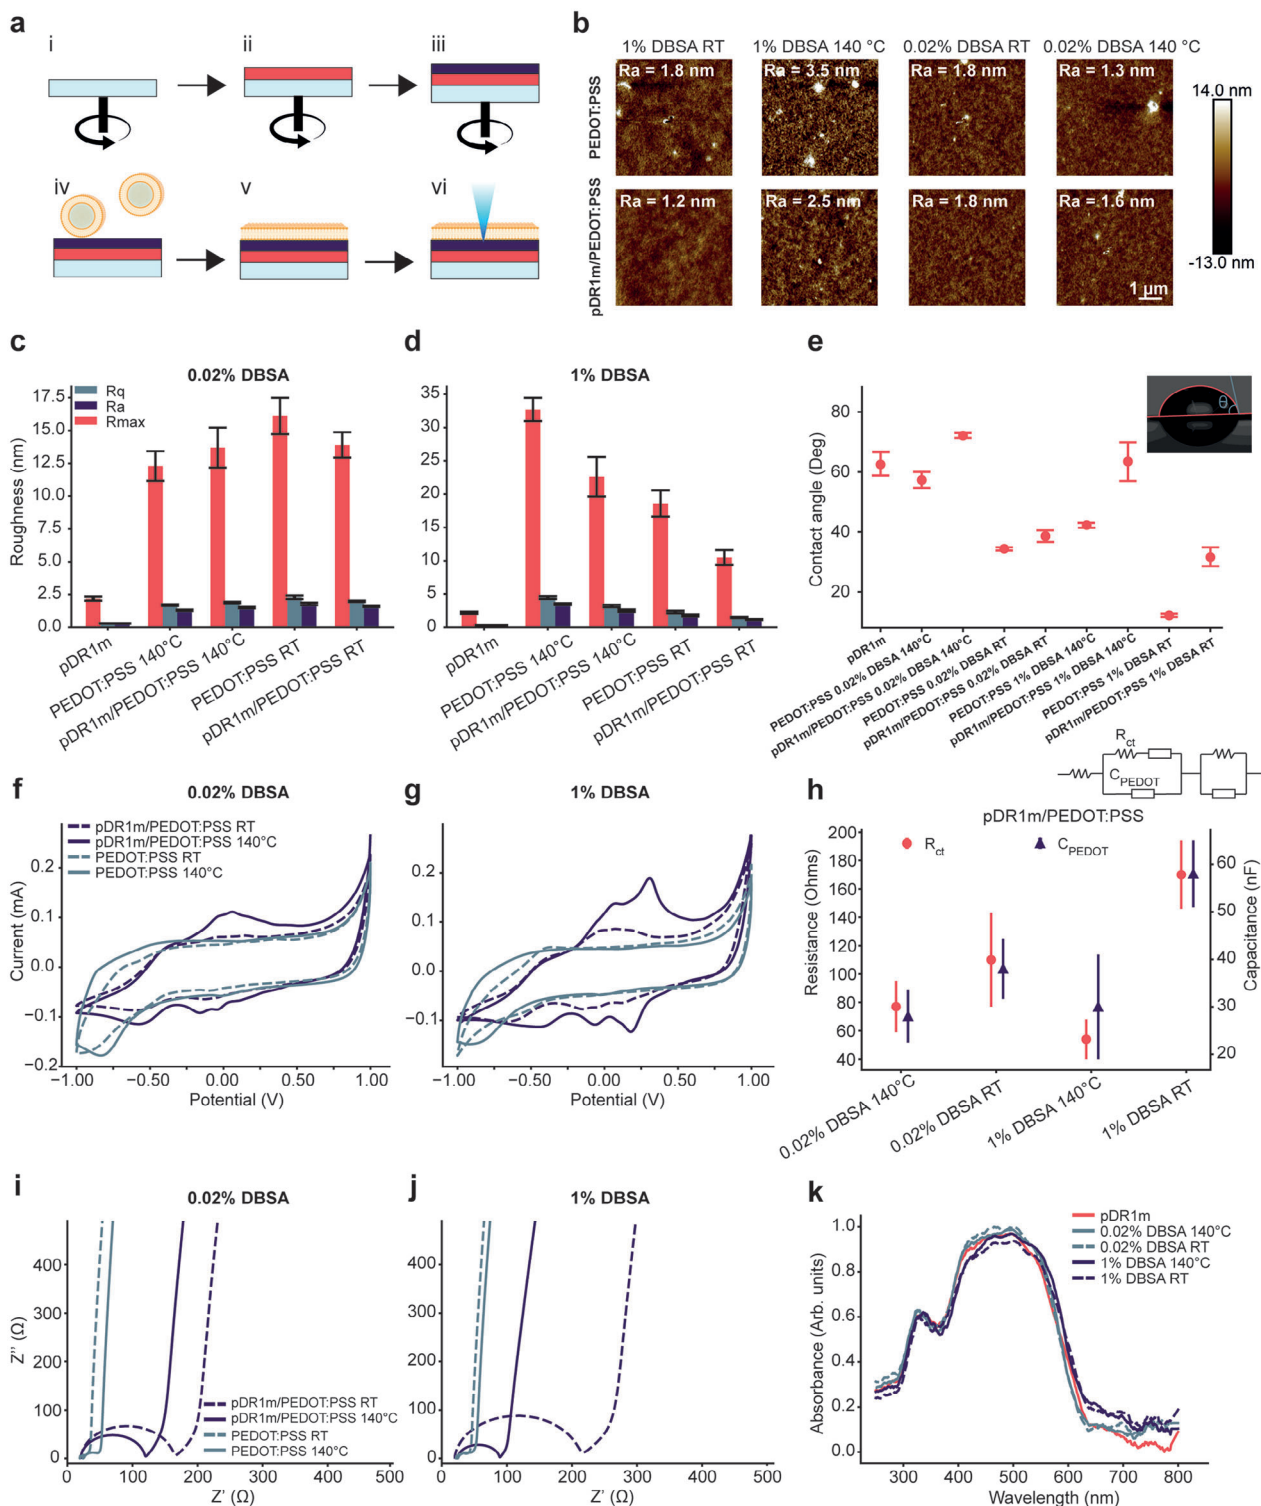 a
i
ii
iii
iv
v
vi
b
1% DBSA RT
1% DBSA 140 °C
0.02% DBSA RT
0.02% DBSA 140 °C
PEDOT:PSS
Ra = 1.8 nm
Ra = 3.5 nm
Ra = 1.8 nm
Ra = 1.3 nm
pDR1m/PEDOT:PSS
Ra = 1.2 nm
Ra = 2.5 nm
Ra = 1.8 nm
Ra = 1.6 nm
1 µm
14.0 nm
-13.0 nm
c
0.02% DBSA
Rq
Ra
Rmax
Roughness (nm)
17.5
15.0
12.5
10.0
7.5
5.0
2.5
0.0
pDR1m
PEDOT:PSS 140°C
pDR1m/PEDOT:PSS 140°C
PEDOT:PSS RT
pDR1m/PEDOT:PSS RT
d
1% DBSA
35
30
25
20
15
10
5
0
pDR1m
PEDOT:PSS 140°C
pDR1m/PEDOT:PSS 140°C
PEDOT:PSS RT
pDR1m/PEDOT:PSS RT
e
θ
Contact angle (Deg)
80
60
40
20
pDR1m
PEDOT:PSS 0.02% DBSA 140°C
pDR1m/PEDOT:PSS 0.02% DBSA 140°C
PEDOT:PSS 0.02% DBSA RT
pDR1m/PEDOT:PSS 0.02% DBSA RT
PEDOT:PSS 1% DBSA 140°C
pDR1m/PEDOT:PSS 1% DBSA 140°C
PEDOT:PSS 1% DBSA RT
pDR1m/PEDOT:PSS 1% DBSA RT
f
0.02% DBSA
pDR1m/PEDOT:PSS RT
pDR1m/PEDOT:PSS 140°C
PEDOT:PSS RT
PEDOT:PSS 140°C
Current (mA)
0.2
0.1
0.0
−0.1
−0.2
−1.00
−0.50
0.00
0.50
1.00
Potential (V)
g
1% DBSA
0.2
0.1
0.0
−0.1
−1.00
−0.50
0.00
0.50
1.00
Potential (V)
h
Rct
CPEDOT
pDR1m/PEDOT:PSS
Rct
CPEDOT
Resistance (Ohms)
200
180
160
140
120
100
80
60
40
Capacitance (nF)
60
50
40
30
20
0.02% DBSA 140°C
0.02% DBSA RT
1% DBSA 140°C
1% DBSA RT
i
0.02% DBSA
Z'' (Ω)
400
300
200
100
0
pDR1m/PEDOT:PSS RT
pDR1m/PEDOT:PSS 140°C
PEDOT:PSS RT
PEDOT:PSS 140°C
0 100 200 300 400 500
Z' (Ω)
j
1% DBSA
400
300
200
100
0
0 100 200 300 400 500
Z' (Ω)
k
pDR1m
0.02% DBSA 140°C
0.02% DBSA RT
1% DBSA 140°C
1% DBSA RT
Absorbance (Arb. units)
1.0
0.8
0.6
0.4
0.2
0.0
300 400 500 600 700 800
Wavelength (nm)